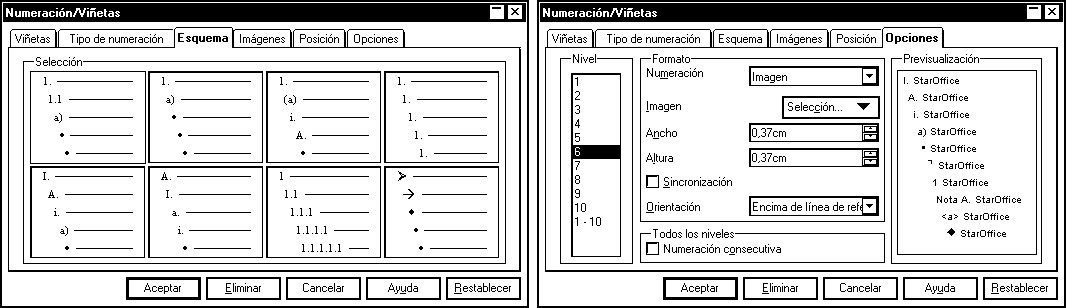 Numeración/Viñetas
Viñetas Tipo de numeración Esquema Imágenes Posición Opciones
Selección
1.
1.1
a)
•
•
1.
a)
•
•
•
1.
(a)
i.
A.
•
1.
1.
1.
1.
1.
I.
A.
i.
a)
•
A.
I.
a.
i.
•
1
1.1
1.1.1
1.1.1.1
1.1.1.1.1
➢
→
◆
•
•
Aceptar Eliminar Cancelar Ayuda Restablecer
Numeración/Viñetas
Viñetas Tipo de numeración Esquema Imágenes Posición Opciones
Nivel
1
2
3
4
5
6
7
8
9
10
1 - 10
Formato
Numeración Imagen
Imagen Selección...
Ancho 0,37cm
Altura 0,37cm
Sincronización
Orientación Encima de línea de refe
Todos los niveles
Numeración consecutiva
Previsualización
I. StarOffice
A. StarOffice
i. StarOffice
a) StarOffice
• StarOffice
StarOffice
1 StarOffice
Nota A. StarOffice
<a> StarOffice
◆ StarOffice
Aceptar Eliminar Cancelar Ayuda Restablecer